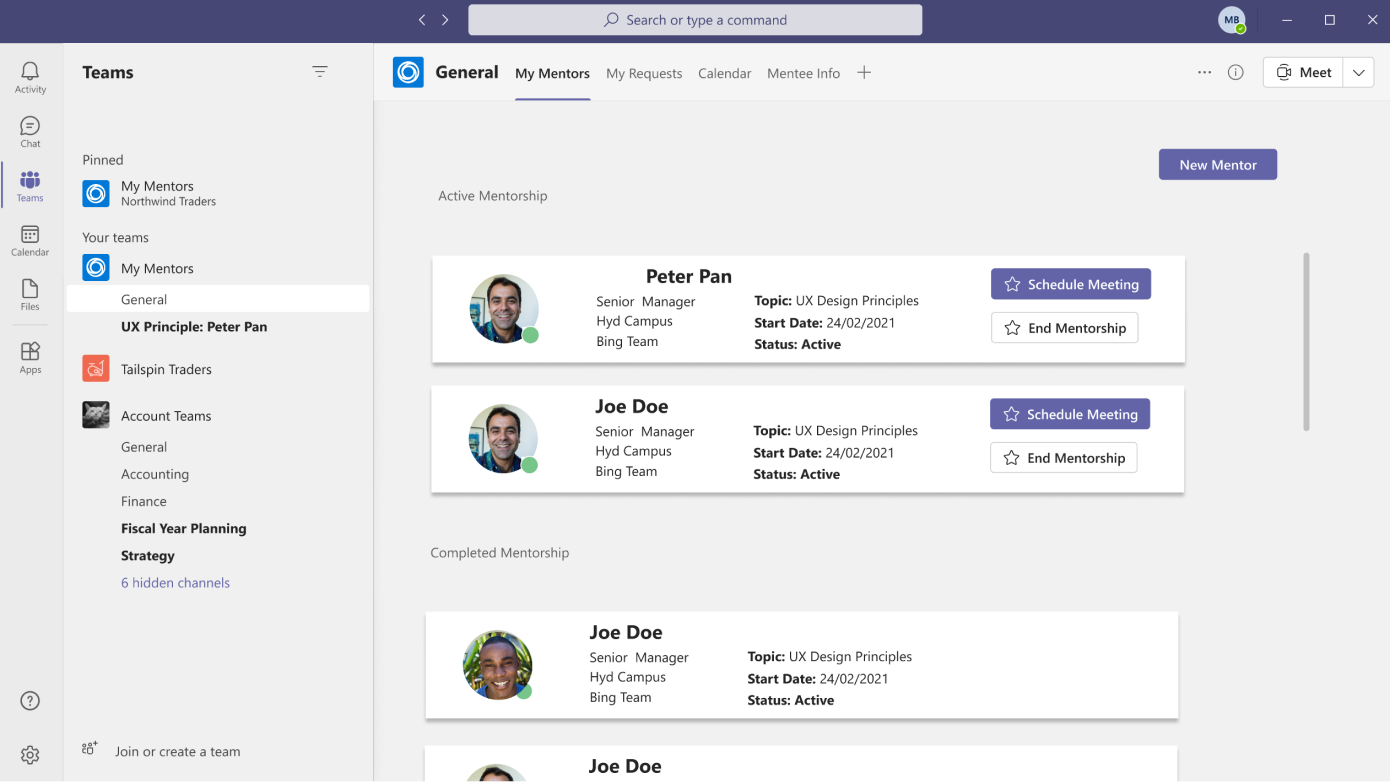 Search or type a command
MB
Activity
Chat
Teams
Calendar
Files
Apps
Teams
Pinned
My Mentors
Northwind Traders
Your teams
My Mentors
General
UX Principle: Peter Pan
Tailspin Traders
Account Teams
General
Accounting
Finance
Fiscal Year Planning
Strategy
6 hidden channels
Join or create a team
General My Mentors My Requests Calendar Mentee Info
Meet
New Mentor
Active Mentorship
Peter Pan
Senior Manager
Hyd Campus
Bing Team
Topic: UX Design Principles
Start Date: 24/02/2021
Status: Active
Schedule Meeting
End Mentorship
Joe Doe
Senior Manager
Hyd Campus
Bing Team
Topic: UX Design Principles
Start Date: 24/02/2021
Status: Active
Schedule Meeting
End Mentorship
Completed Mentorship
Joe Doe
Senior Manager
Hyd Campus
Bing Team
Topic: UX Design Principles
Start Date: 24/02/2021
Status: Active
Joe Doe